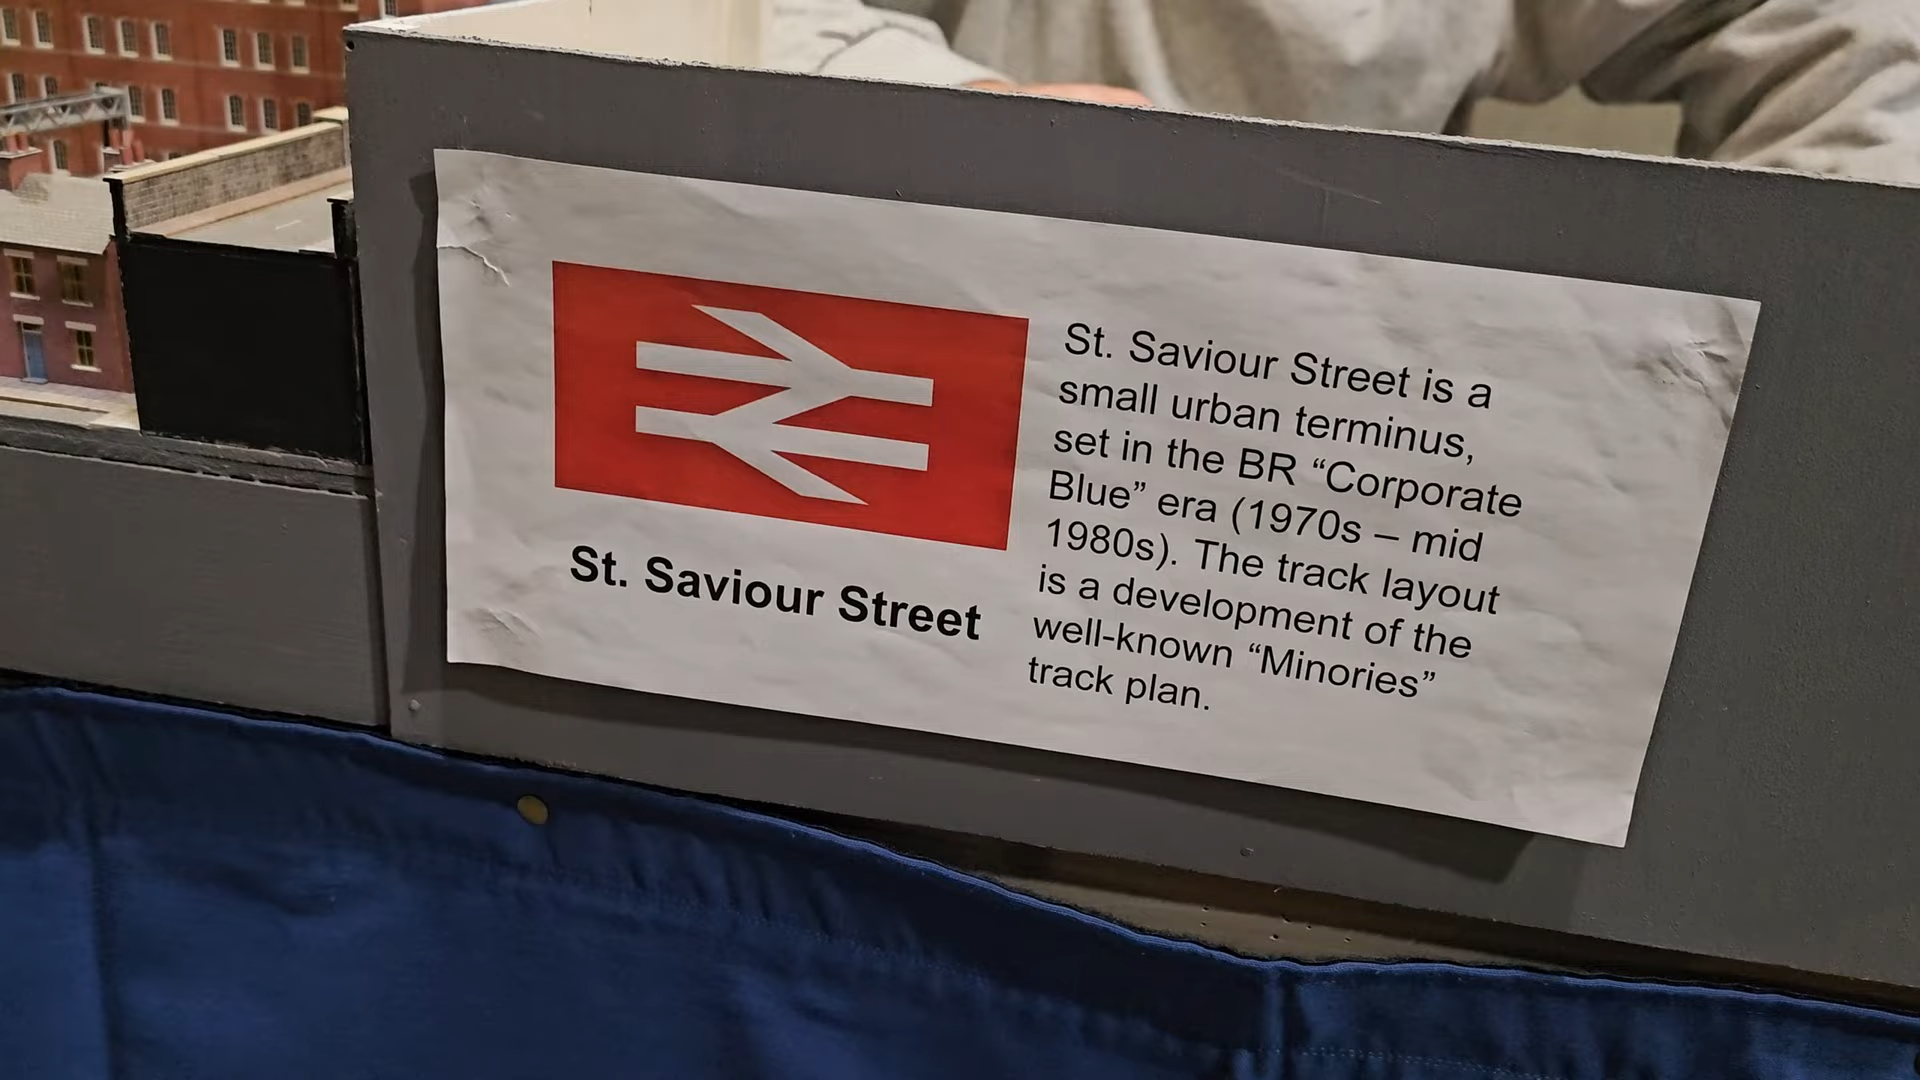 St. Saviour Street
St. Saviour Street is a
small urban terminus,
set in the BR “Corporate
Blue” era (1970s – mid
1980s). The track layout
is a development of the
well-known “Minories”
track plan.